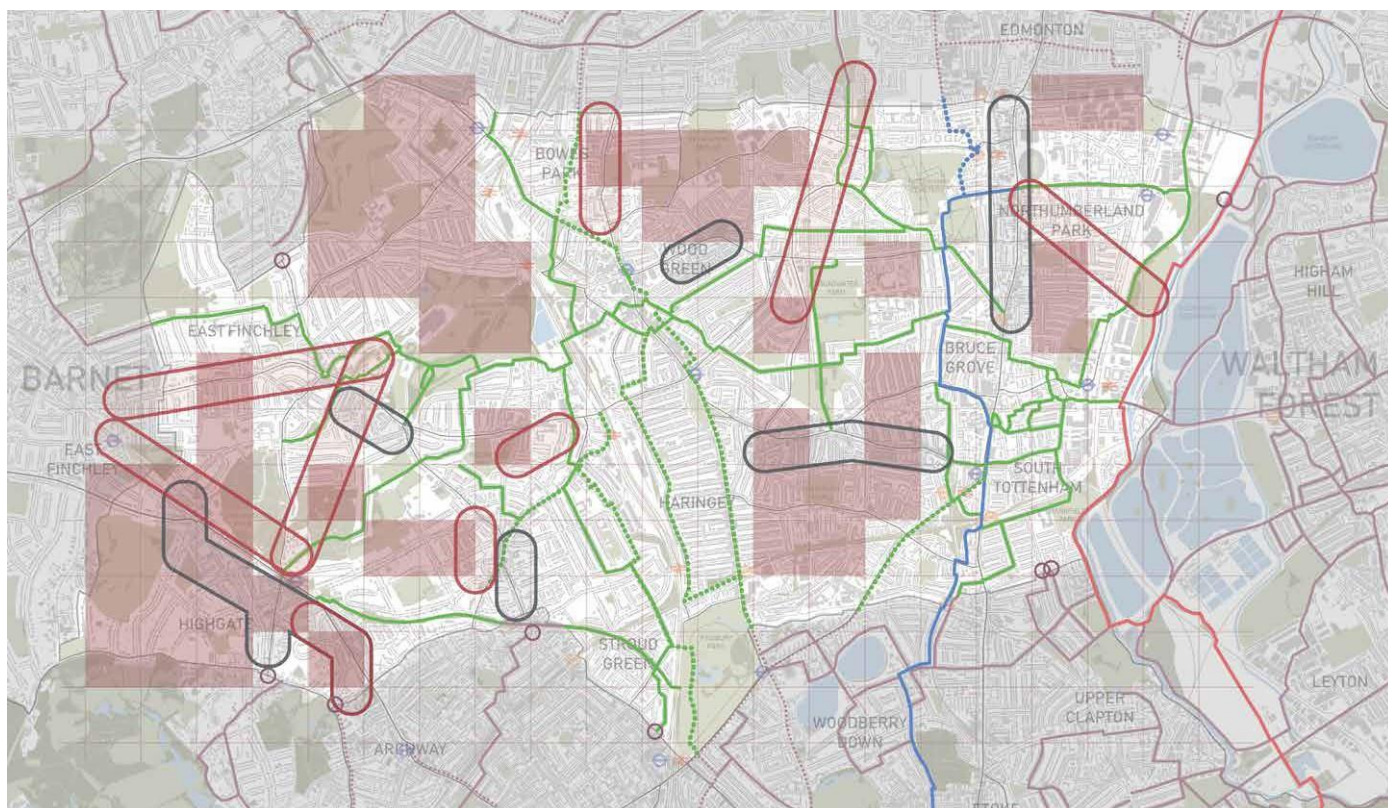 EDMONTON
BOWES
PARK
NORTHUMBERLAND
PARK
WOOD
GREEN
HIGHAM
HILL
EAST FINCHLEY
BARNET
BRUCE
GROVE
WALTHAM
FOREST
EAST
FINCHLEY
SOUTH
TOTTENHAM
HARINGEY
HIGHGATE
STROUD
GREEN
LEYTON
UPPER
CLAPTON
WOODBERRY
DOWN
ARCHWAY